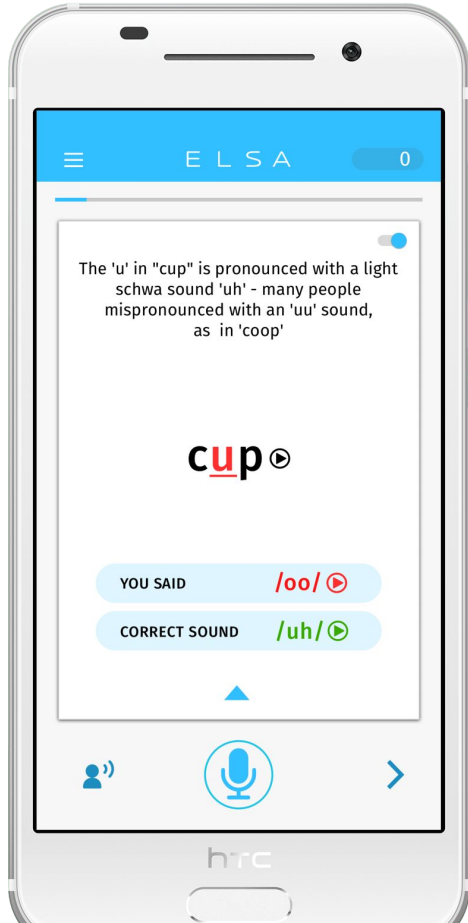 ELSA
0
The 'u' in "cup" is pronounced with a light
schwa sound 'uh' - many people
mispronounced with an 'uu' sound,
as in 'coop'
cup
YOU SAID /oo/
CORRECT SOUND /uh/
htc